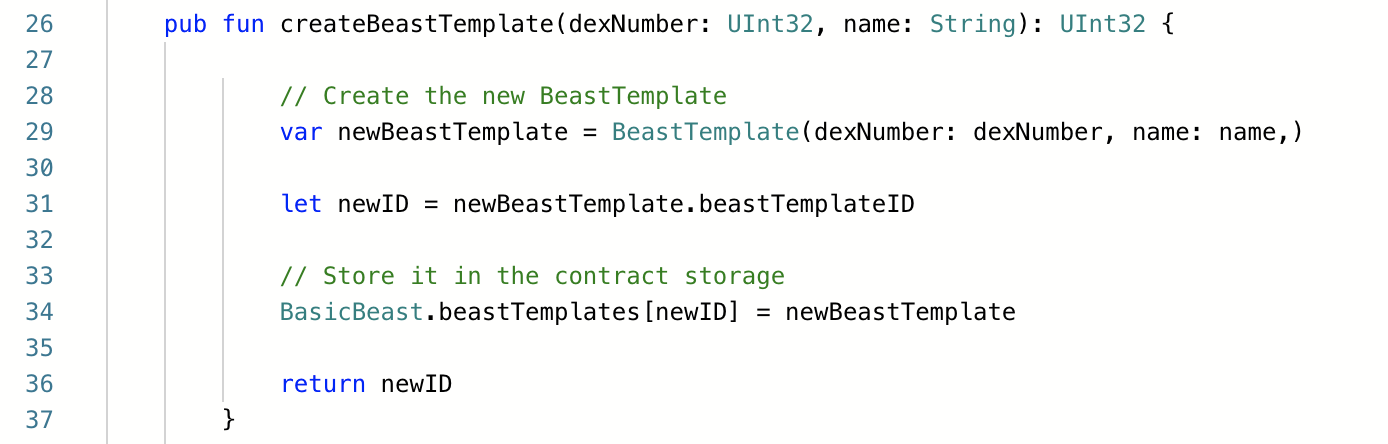 26 pub fun createBeastTemplate(dexNumber: UInt32, name: String): UInt32 {
27
28 // Create the new BeastTemplate
29 var newBeastTemplate = BeastTemplate(dexNumber: dexNumber, name: name,)
30
31 let newID = newBeastTemplate.beastTemplateID
32
33 // Store it in the contract storage
34 BasicBeast.beastTemplates[newID] = newBeastTemplate
35
36 return newID
37 }